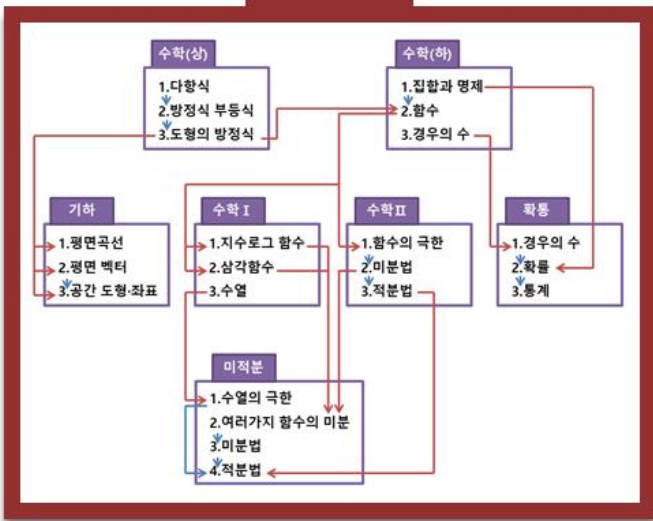 수학(상)
1.다항식
2.방정식 부등식
3.도형의 방정식
수학(하)
1.집합과 명제
2.함수
3.경우의 수
기하
1.평면곡선
2.평면 벡터
3.공간 도형·좌표
수학 I
1.지수로그 함수
2.삼각함수
3.수열
수학II
1.함수의 극한
2.미분법
3.적분법
확통
1.경우의 수
2.확률
3.통계
미적분
1.수열의 극한
2.여러가지 함수의 미분
3.미분법
4.적분법